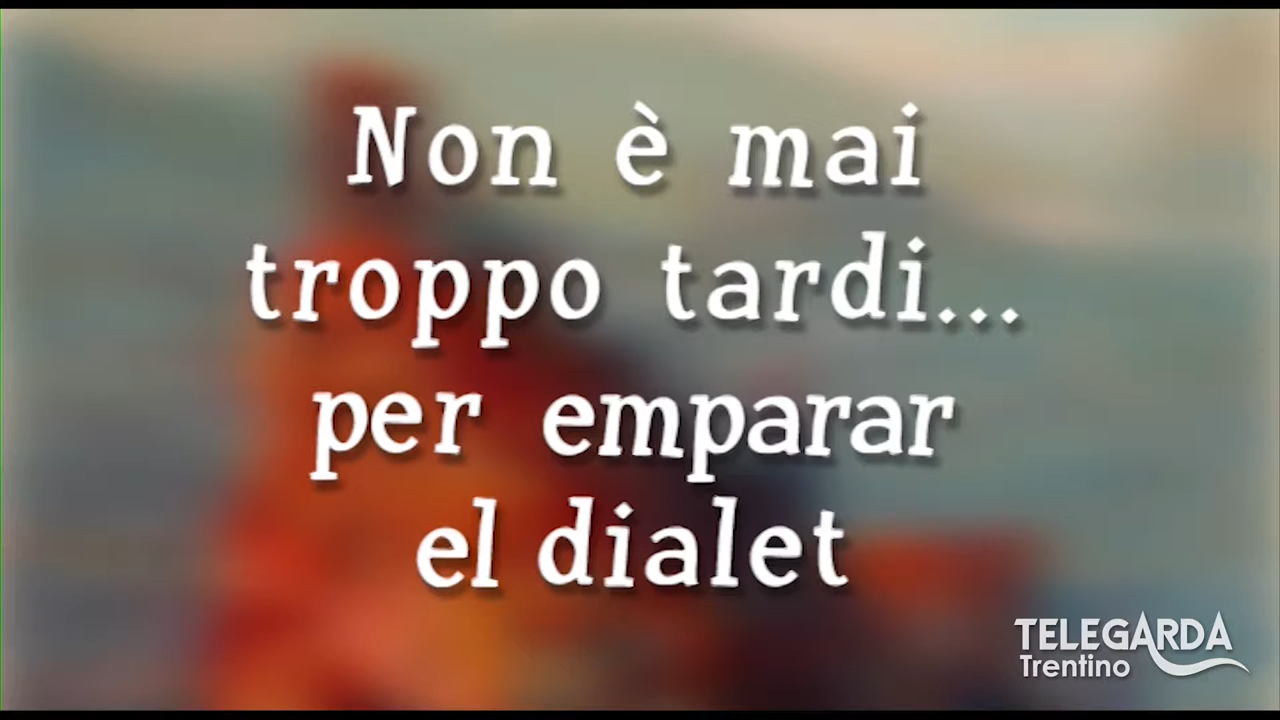 Non è mai
troppo tardi...
per emparar
el dialet
TELEGARDA
Trentino